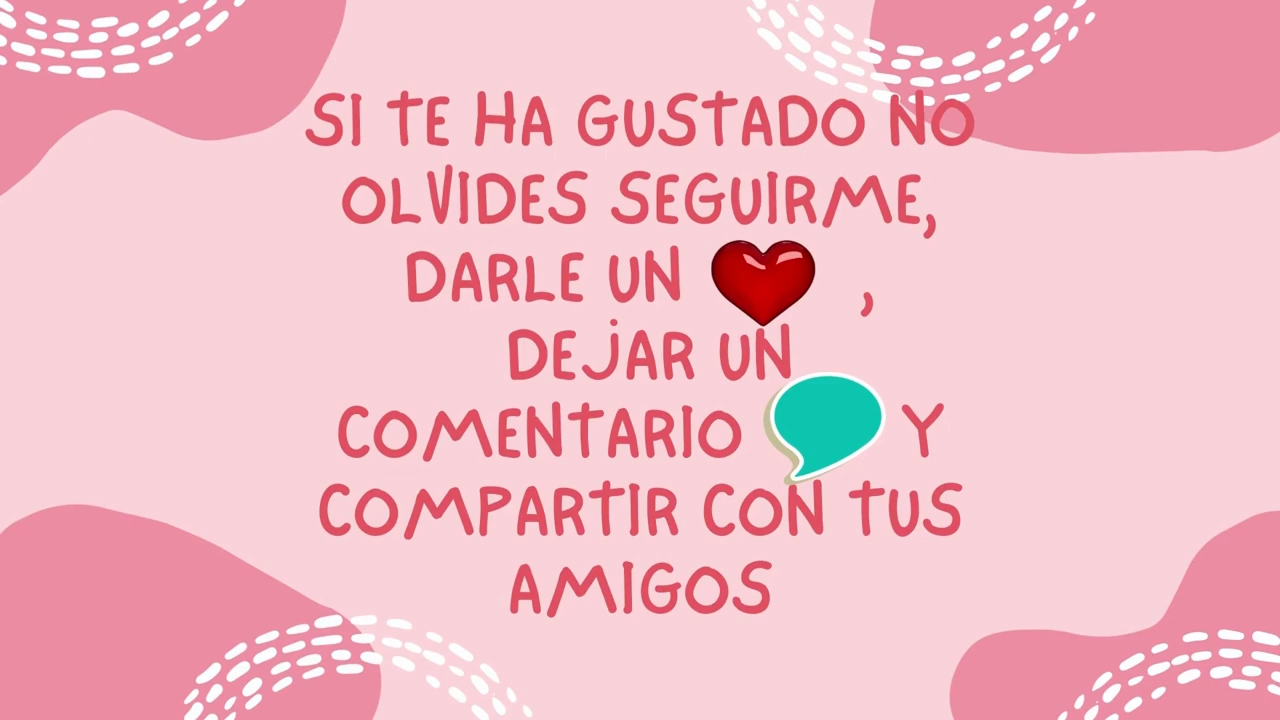 SI TE HA GUSTADO NO
OLVIDES SEGUIRME,
DARLE UN ,
DEJAR UN
COMENTARIO Y
COMPARTIR CON TUS
AMIGOS